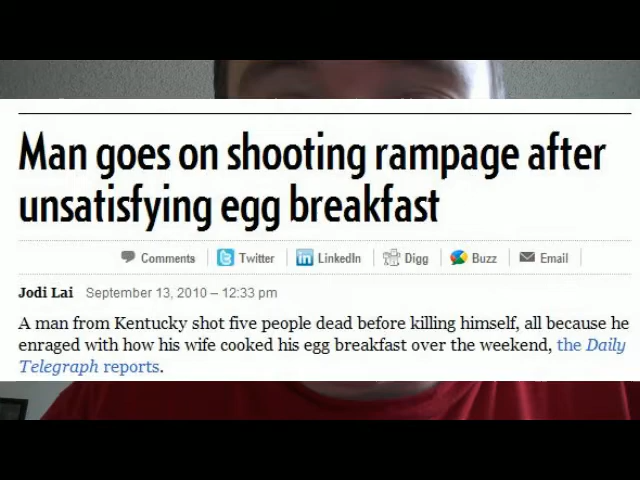 Man goes on shooting rampage after
unsatisfying egg breakfast
Comments Twitter LinkedIn Digg Buzz Email
Jodi Lai September 13, 2010 – 12:33 pm
A man from Kentucky shot five people dead before killing himself, all because he
enraged with how his wife cooked his egg breakfast over the weekend, the Daily
Telegraph reports.